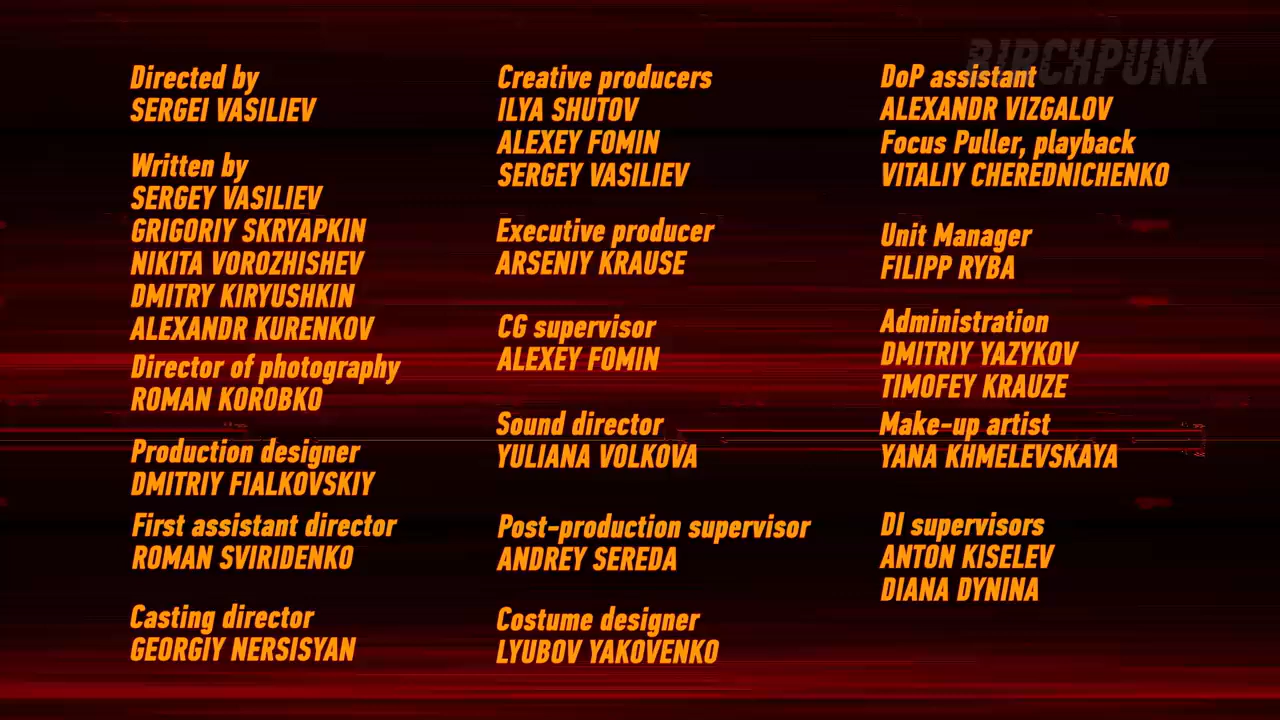 Directed by
SERGEI VASILIEV
Written by
SERGEY VASILIEV
GRIGORIY SKRYAPKIN
NIKITA VOROZHISHEV
DMITRY KIRYUSHKIN
ALEXANDR KURENKOV
Director of photography
ROMAN KOROBKO
Production designer
DMITRIY FIALKOVSKIY
First assistant director
ROMAN SVIRIDENKO
Casting director
GEORGIY NERSISYAN
Creative producers
ILYA SHUTOV
ALEXEY FOMIN
SERGEY VASILIEV
Executive producer
ARSENIY KRAUSE
CG supervisor
ALEXEY FOMIN
Sound director
YULIANA VOLKOVA
Post-production supervisor
ANDREY SEREDA
Costume designer
LYUBOV YAKOVENKO
BIRCHPUNK
DoP assistant
ALEXANDR VIZGALOV
Focus Puller, playback
VITALIY CHEREDNICHENKO
Unit Manager
FILIPP RYBA
Administration
DMITRIY YAZYKOV
TIMOFEY KRAUZE
Make-up artist
YANA KHMELEVSKAYA
DI supervisors
ANTON KISELEV
DIANA DYNINA